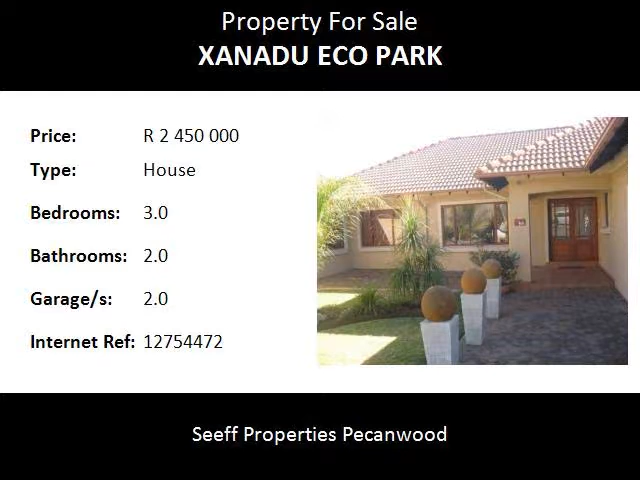 Property For Sale
XANADU ECO PARK
Price: R 2 450 000
Type: House
Bedrooms: 3.0
Bathrooms: 2.0
Garage/s: 2.0
Internet Ref: 12754472
Seeff Properties Pecanwood